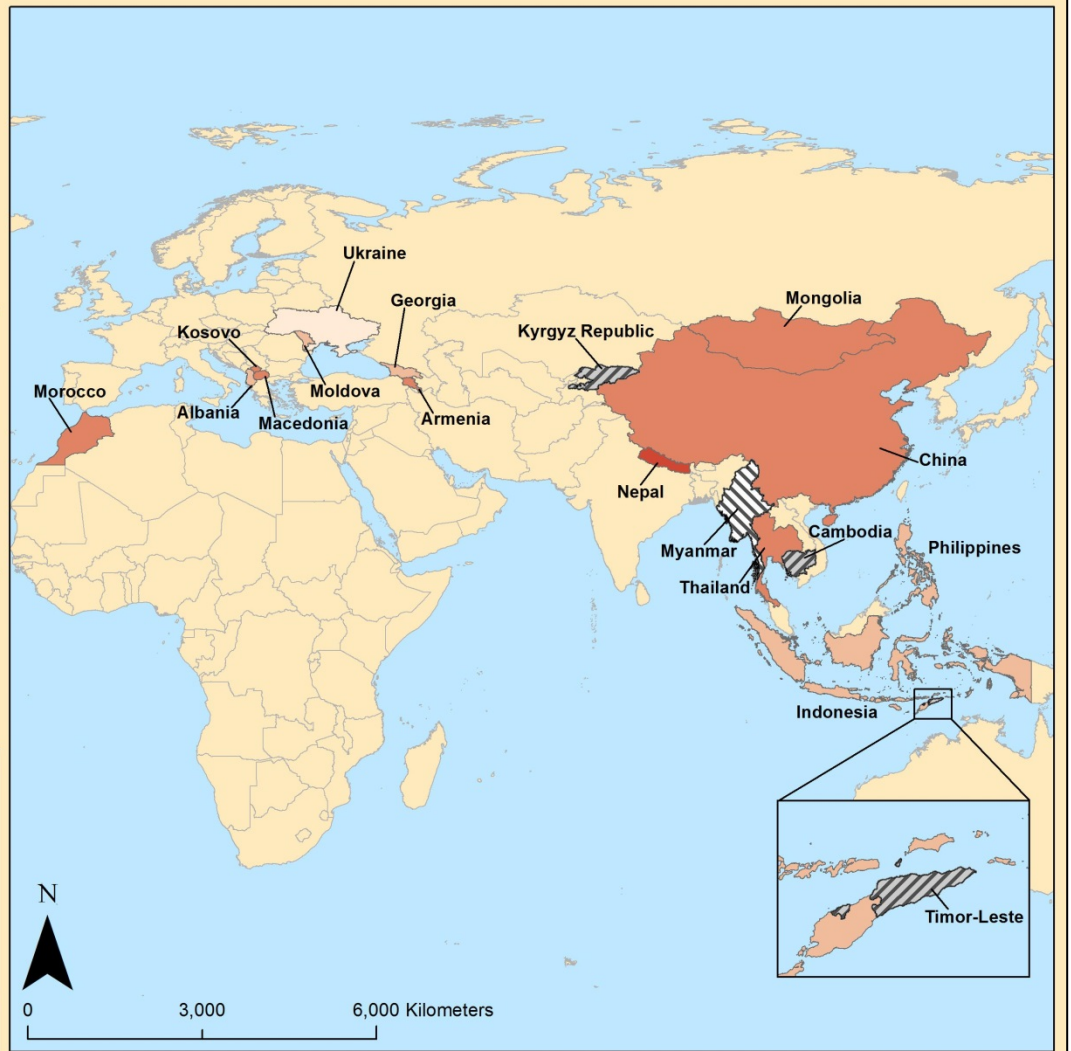 Ukraine
Georgia
Mongolia
Kosovo
Kyrgyz Republic
Morocco
Moldova
Albania
Macedonia
Armenia
China
Nepal
Cambodia
Myanmar
Philippines
Thailand
Indonesia
N
Timor-Leste
0 3,000 6,000 Kilometers